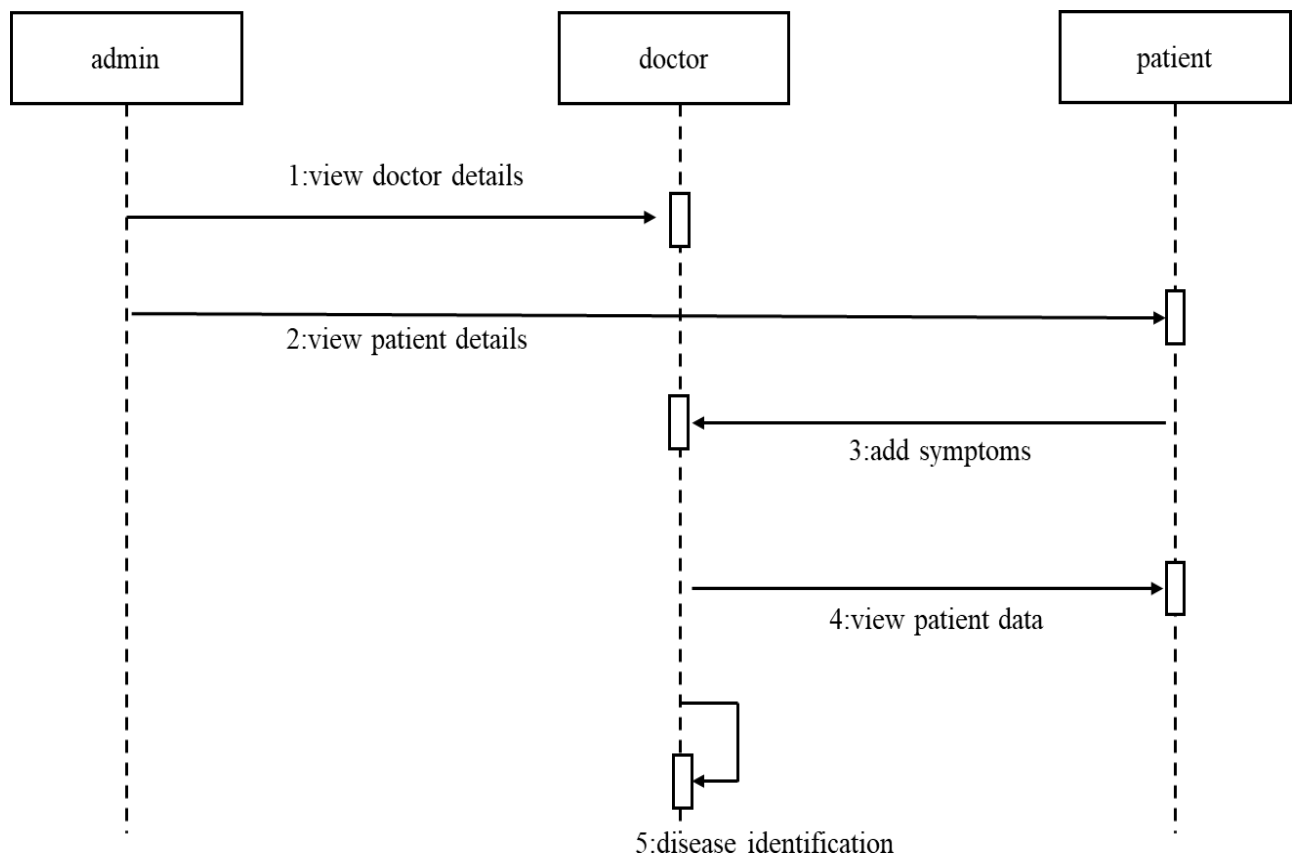 admin
doctor
patient
1:view doctor details
2:view patient details
3:add symptoms
4:view patient data
5:disease identification